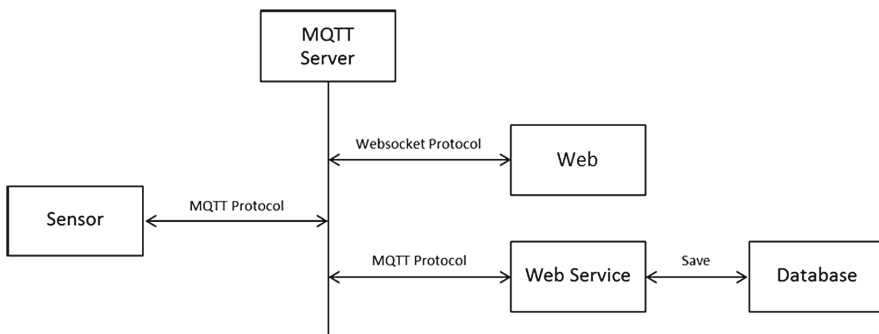 MQTT
Server
Websocket Protocol
Web
Sensor
MQTT Protocol
MQTT Protocol
Web Service
Save
Database